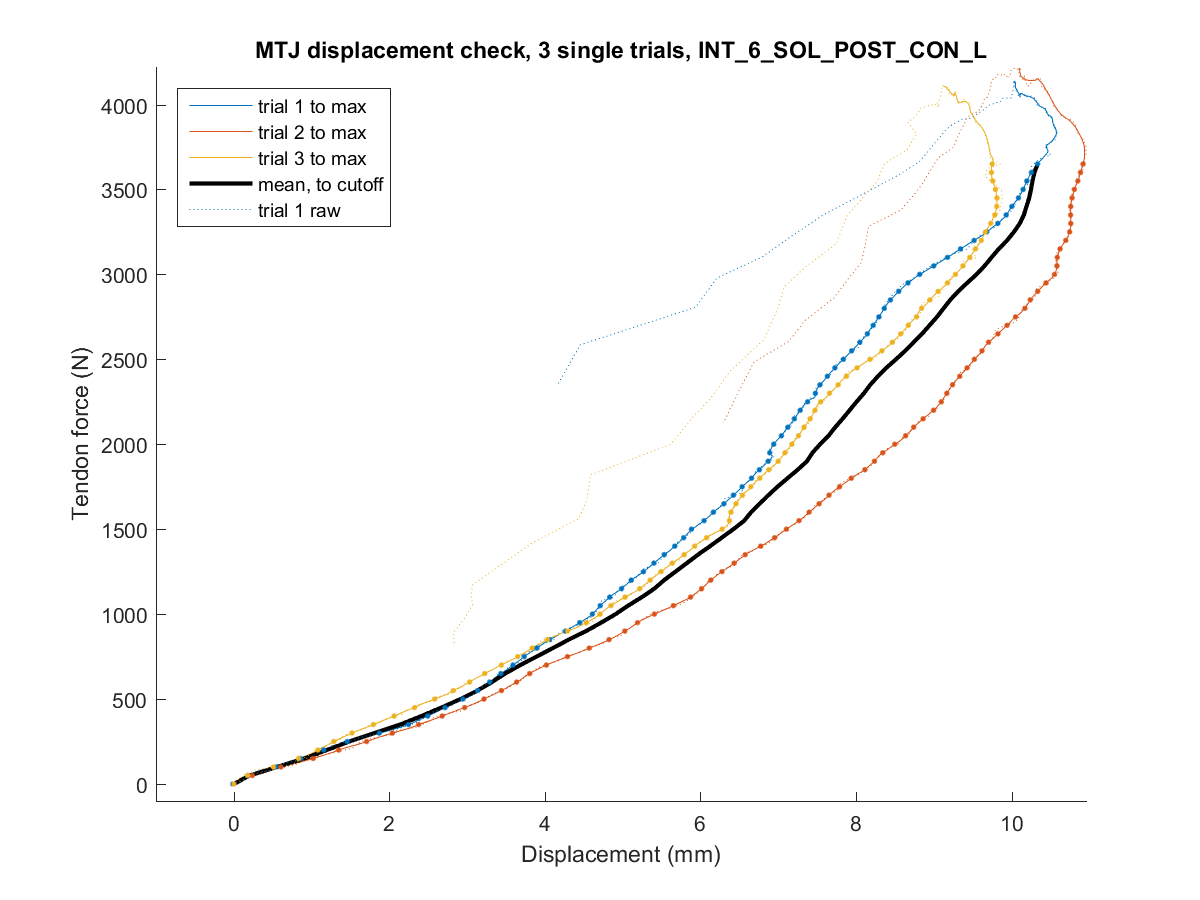 MTJ displacement check, 3 single trials, INT_6_SOL_POST_CON_L
trial 1 to max
trial 2 to max
trial 3 to max
mean, to cutoff
trial 1 raw
4000
3500
3000
2500
2000
1500
1000
500
0
Tendon force (N)
0 2 4 6 8 10
Displacement (mm)